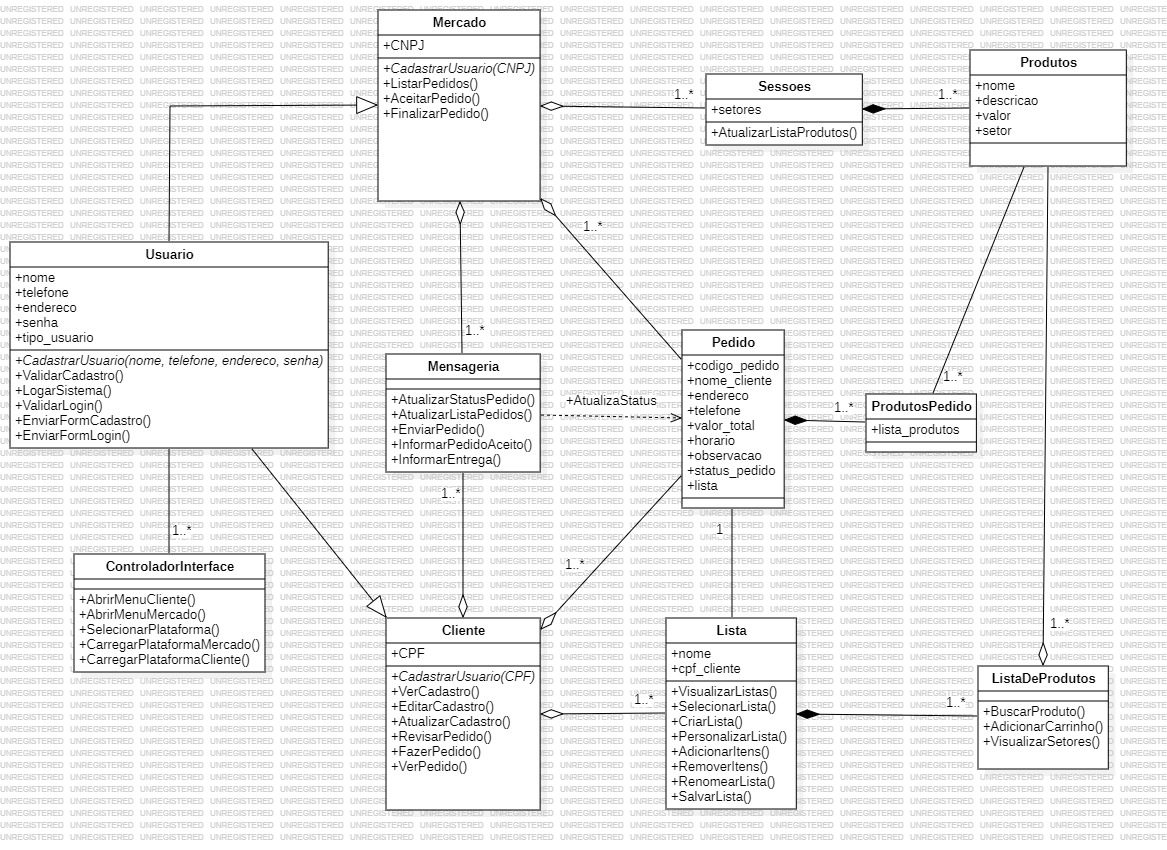 Mercado
+CNPJ
+CadastrarUsuario(CNPJ)
+ListarPedidos()
+AceitarPedido()
+FinalizarPedido()
1..*
Sessoes
+setores
+AtualizarListaProdutos()
1..*
Produtos
+nome
+descricao
+valor
+setor
1..*
Usuario
+nome
+telefone
+endereco
+senha
+tipo_usuario
+CadastrarUsuario(nome, telefone, endereco, senha)
+ValidarCadastro()
+LogarSistema()
+ValidarLogin()
+EnviarFormCadastro()
+EnviarFormLogin()
1..*
Mensageria
+AtualizarStatusPedido()
+AtualizarListaPedidos()
+EnviarPedido()
+InformarPedidoAceito()
+InformarEntrega()
+AtualizaStatus
Pedido
+codigo_pedido
+nome_cliente
+endereco
+telefone
+valor_total
+horario
+observacao
+status_pedido
+lista
1..*
1..*
ProdutosPedido
+lista_produtos
1..*
1..*
ControladorInterface
+AbrirMenuCliente()
+AbrirMenuMercado()
+SelecionarPlataforma()
+CarregarPlataformaMercado()
+CarregarPlataformaCliente()
1..*
1
1..*
Cliente
+CPF
+CadastrarUsuario(CPF)
+VerCadastro()
+EditarCadastro()
+AtualizarCadastro()
+RevisarPedido()
+FazerPedido()
+VerPedido()
1..*
Lista
+nome
+cpf_cliente
+VisualizarListas()
+SelecionarLista()
+CriarLista()
+PersonalizarLista()
+AdicionarItens()
+RemoverItens()
+RenomearLista()
+SalvarLista()
1..*
ListaDeProdutos
+BuscarProduto()
+AdicionarCarrinho()
+VisualizarSetores()
UNREGISTERED